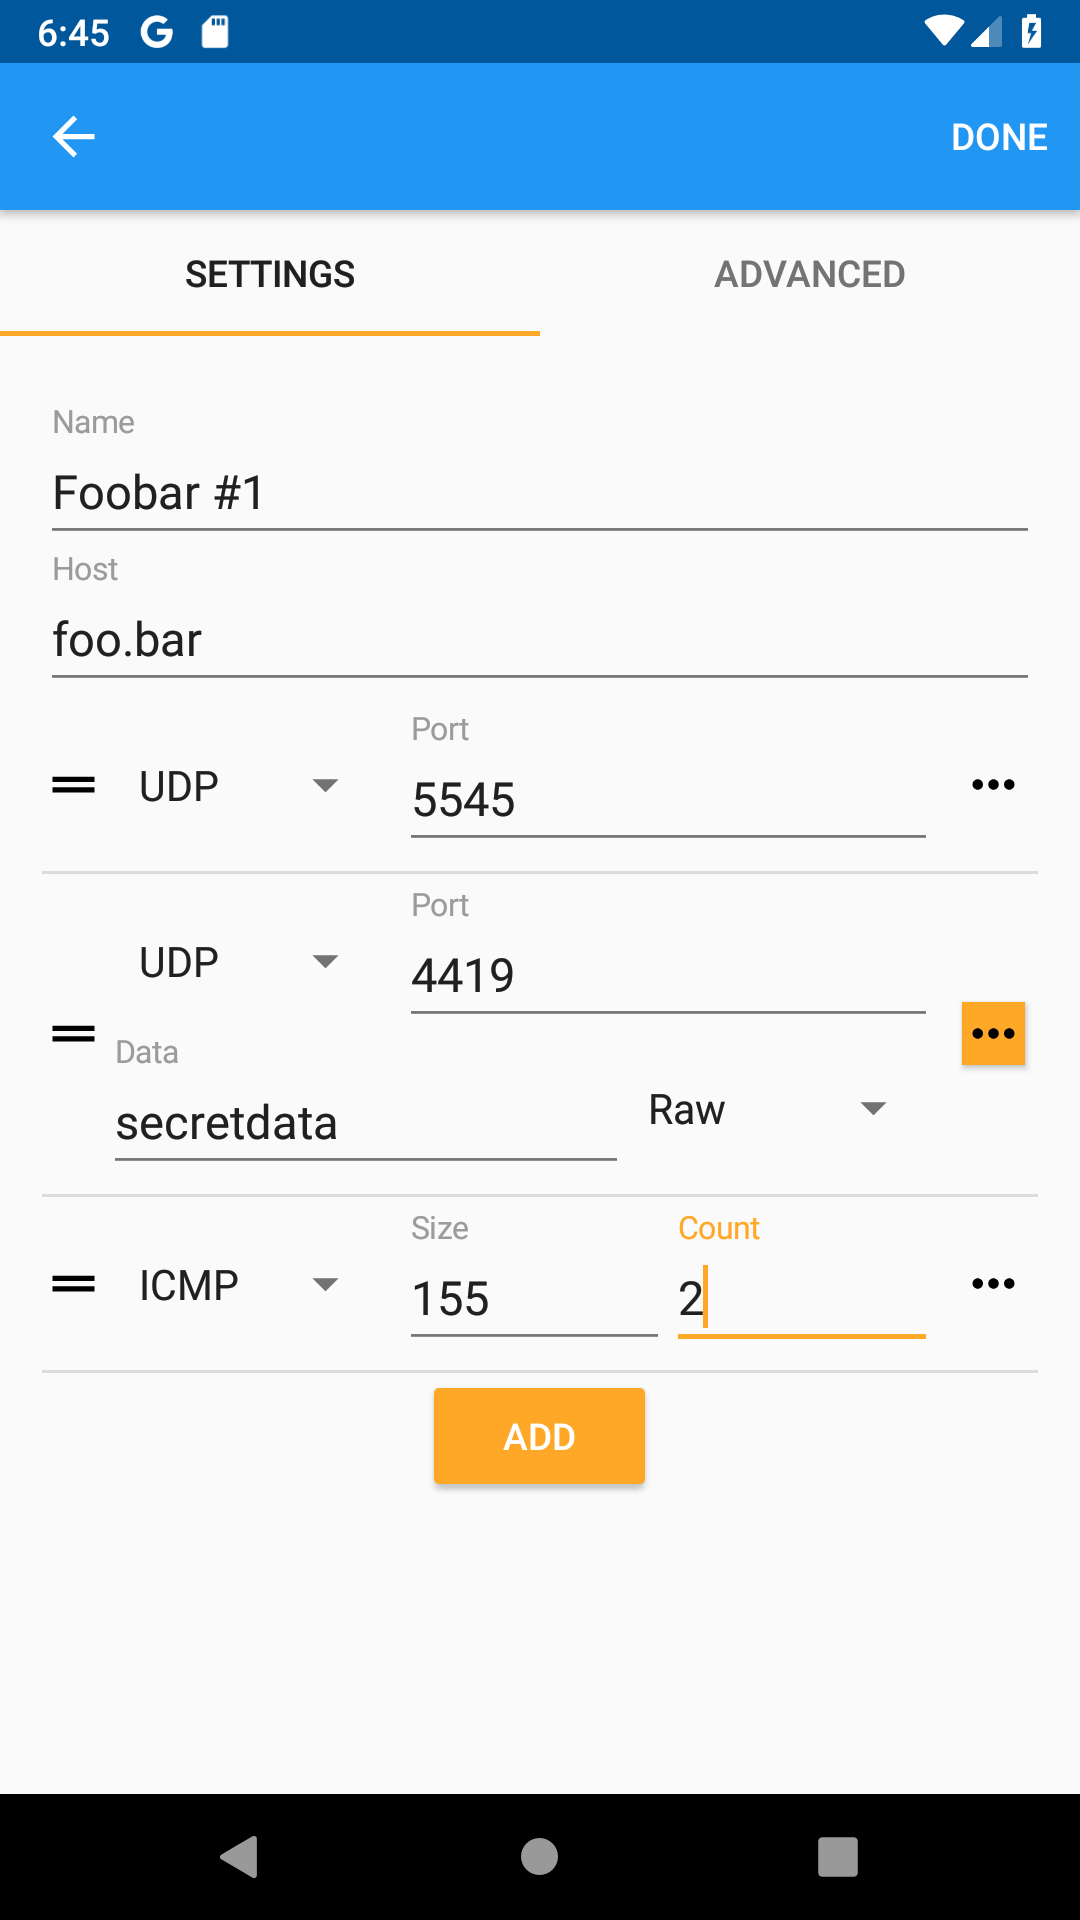 6:45
DONE
SETTINGS ADVANCED
Name
Foobar #1
Host
foo.bar
Port
UDP 5545
Port
UDP 4419
Data
secretdata Raw
Size Count
ICMP 155 2
ADD